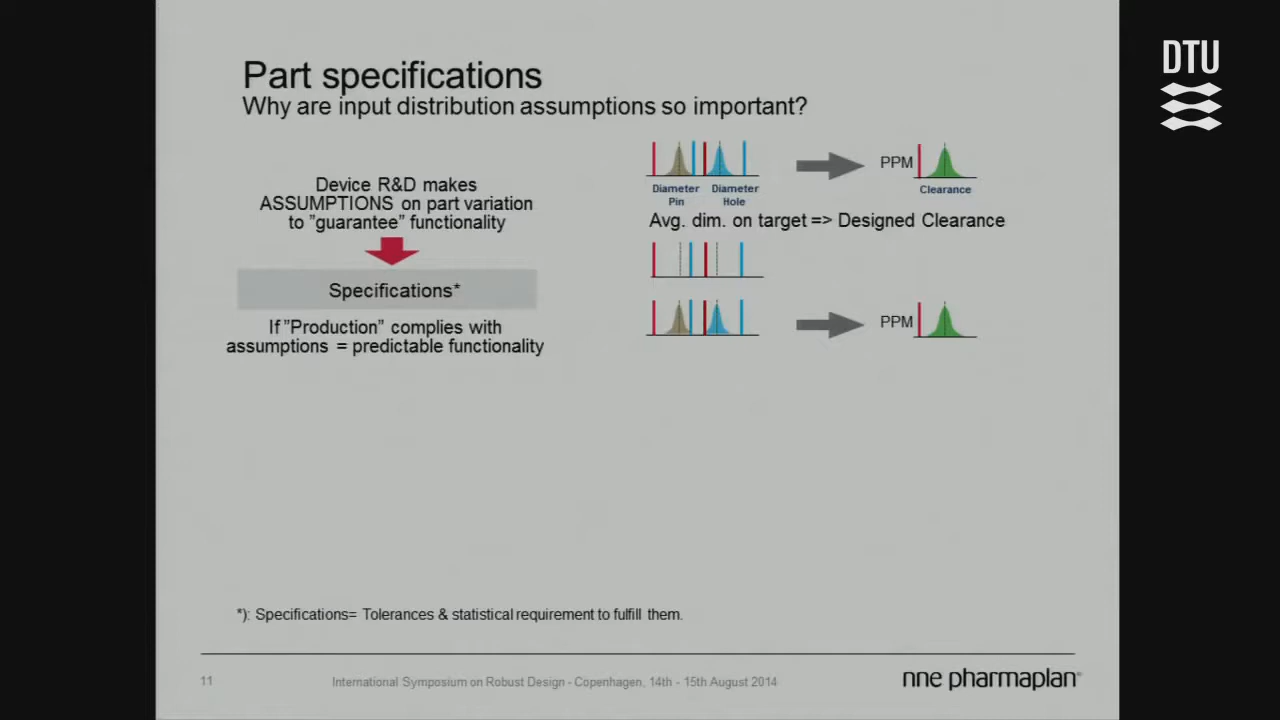 DTU
Part specifications
Why are input distribution assumptions so important?
Device R&D makes
ASSUMPTIONS on part variation
to "guarantee" functionality
Specifications*
If "Production" complies with
assumptions = predictable functionality
Diameter Pin
Diameter Hole
PPM
Clearance
Avg. dim. on target => Designed Clearance
PPM
*): Specifications= Tolerances & statistical requirement to fulfill them.
11
International Symposium on Robust Design - Copenhagen, 14th - 15th August 2014
nne pharmaplan®